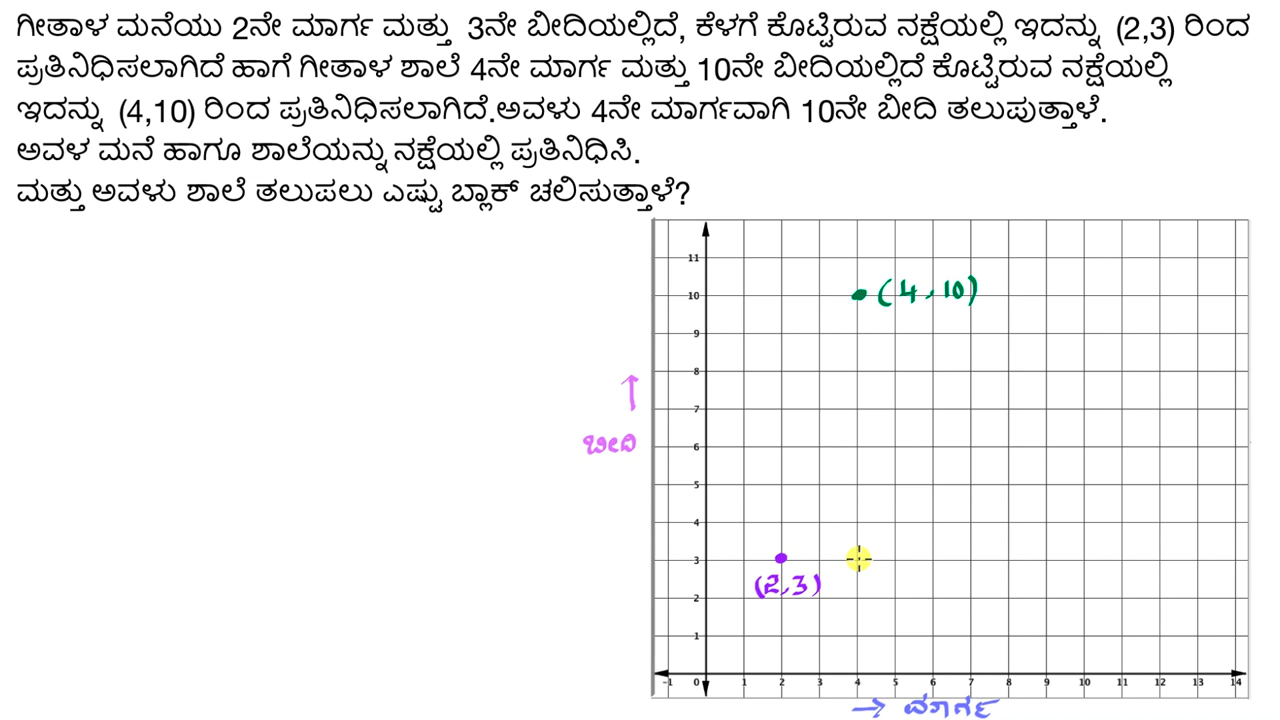 ಗೀತಾಳ ಮನೆಯು 2ನೇ ಮಾರ್ಗ ಮತ್ತು 3ನೇ ಬೀದಿಯಲ್ಲಿದೆ, ಕೆಳಗೆ ಕೊಟ್ಟಿರುವ ನಕ್ಷೆಯಲ್ಲಿ ಇದನ್ನು (2,3) ರಿಂದ
ಪ್ರತಿನಿಧಿಸಲಾಗಿದೆ ಹಾಗೆ ಗೀತಾಳ ಶಾಲೆ 4ನೇ ಮಾರ್ಗ ಮತ್ತು 10ನೇ ಬೀದಿಯಲ್ಲಿದೆ ಕೊಟ್ಟಿರುವ ನಕ್ಷೆಯಲ್ಲಿ
ಇದನ್ನು (4,10) ರಿಂದ ಪ್ರತಿನಿಧಿಸಲಾಗಿದೆ.ಅವಳು 4ನೇ ಮಾರ್ಗವಾಗಿ 10ನೇ ಬೀದಿ ತಲುಪುತ್ತಾಳೆ.
ಅವಳ ಮನೆ ಹಾಗೂ ಶಾಲೆಯನ್ನು ನಕ್ಷೆಯಲ್ಲಿ ಪ್ರತಿನಿಧಿಸಿ.
ಮತ್ತು ಅವಳು ಶಾಲೆ ತಲುಪಲು ಎಷ್ಟು ಬ್ಲಾಕ್ ಚಲಿಸುತ್ತಾಳೆ?
11
10 (4,10)
9
8
7
ಬೀದಿ 6
5
4
3
(2,3)
2
1
-1 0 1 2 3 4 5 6 7 8 9 10 11 12 13 14
→ ಮಾರ್ಗ